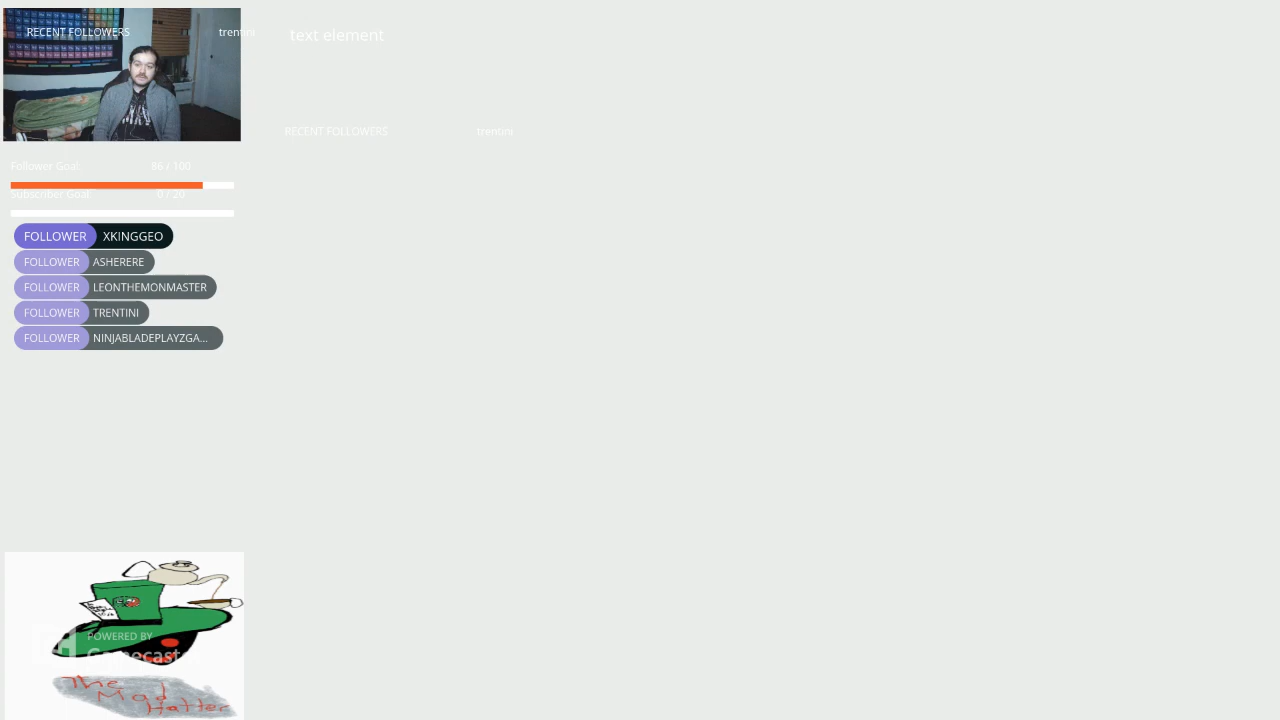 RECENT FOLLOWERS trentini
text element
RECENT FOLLOWERS trentini
Follower Goal: 86 / 100
Subscriber Goal: 0 / 20
FOLLOWER XKINGGEO
FOLLOWER ASHERERE
FOLLOWER LEONTHEMONMASTER
FOLLOWER TRENTINI
FOLLOWER NINJABLADEPLAYZGA...
POWERED BY
Gamecaster
The Mad Hatter